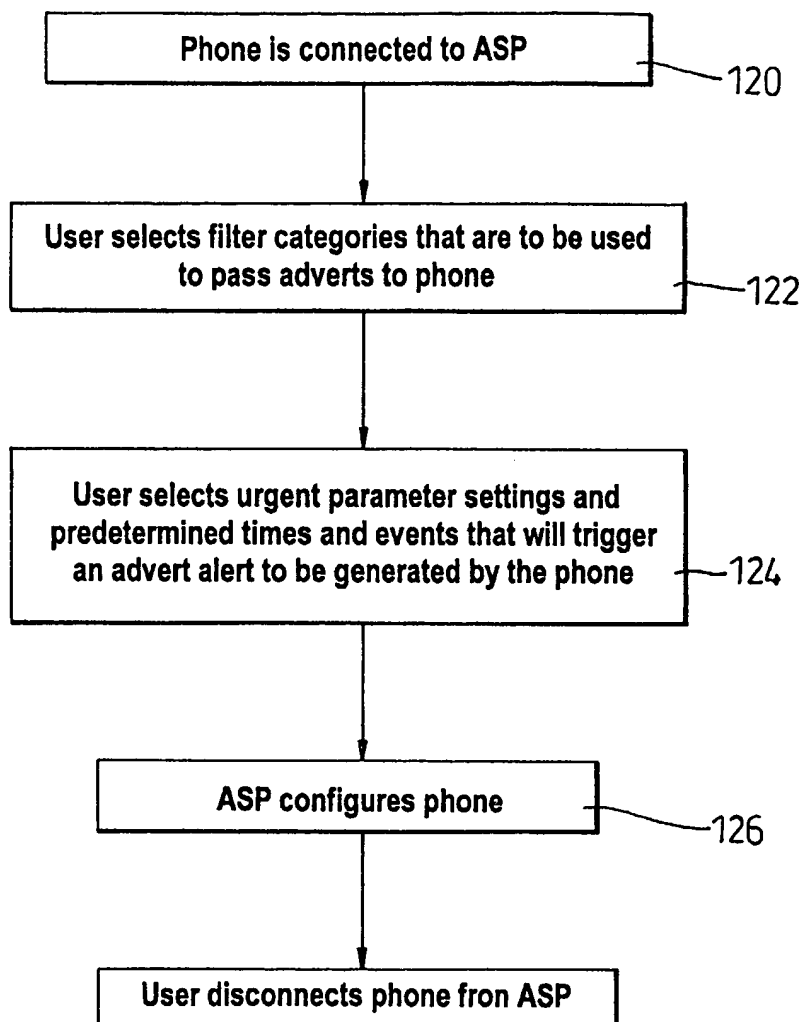 Phone is connected to ASP
120
User selects filter categories that are to be used
to pass adverts to phone
122
User selects urgent parameter settings and
predetermined times and events that will trigger
an advert alert to be generated by the phone
124
ASP configures phone
126
User disconnects phone fron ASP